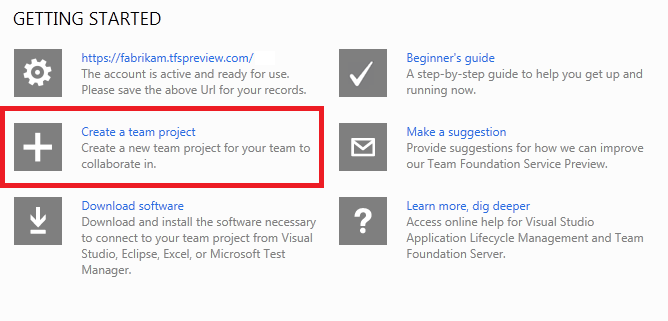 GETTING STARTED
https://fabrikam.tfspreview.com/
The account is active and ready for use.
Please save the above Url for your records.
Beginner's guide
A step-by-step guide to help you get up and
running now.
Create a team project
Create a new team project for your team to
collaborate in.
Make a suggestion
Provide suggestions for how we can improve
our Team Foundation Service Preview.
Download software
Download and install the software necessary
to connect to your team project from Visual
Studio, Eclipse, Excel, or Microsoft Test
Manager.
Learn more, dig deeper
Access online help for Visual Studio
Application Lifecycle Management and Team
Foundation Server.